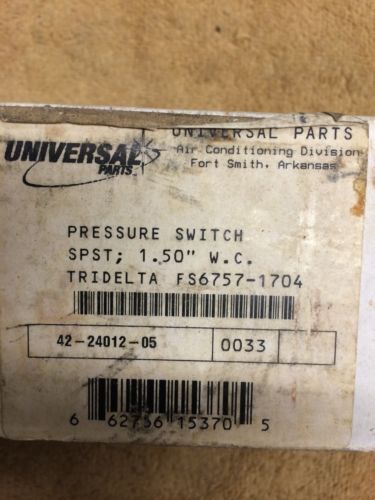 UNIVERSAL
PARTS
UNIVERSAL PARTS
Air Conditioning Division
Fort Smith, Arkansas
PRESSURE SWITCH
SPST; 1.50" W.C.
TRIDELTA FS6757-1704
42-24012-05 0033
6 62736 15370 5